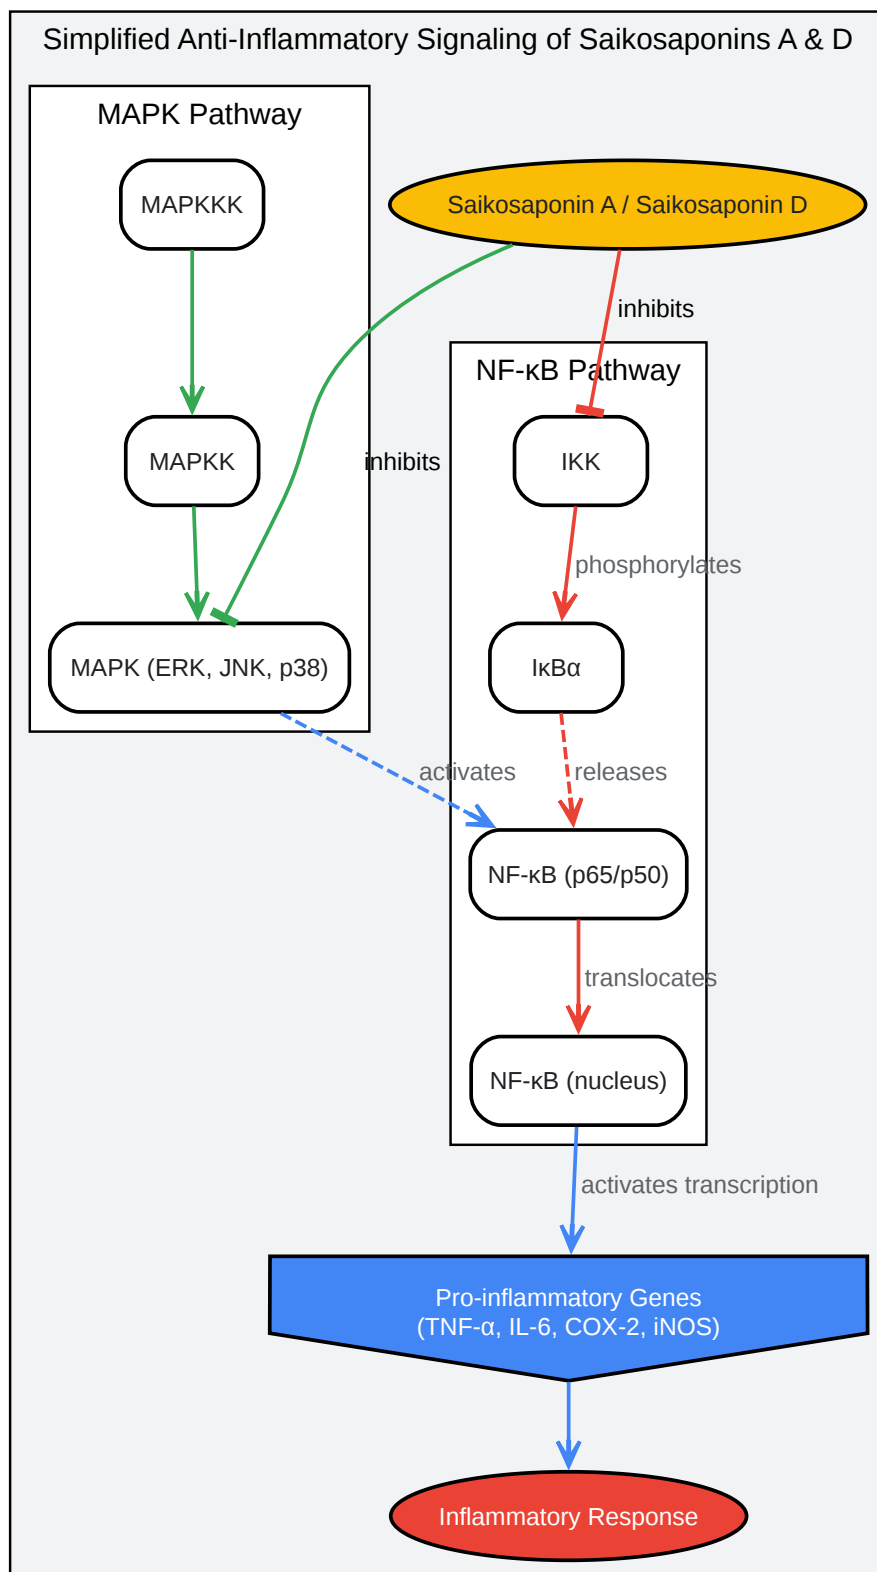 Simplified Anti-Inflammatory Signaling of Saikosaponins A & D
MAPK Pathway
MAPKKK
Saikosaponin A / Saikosaponin D
inhibits
NF-κB Pathway
MAPKK
inhibits
IKK
phosphorylates
MAPK (ERK, JNK, p38)
IκBα
activates
releases
NF-κB (p65/p50)
translocates
NF-κB (nucleus)
activates transcription
Pro-inflammatory Genes
(TNF-α, IL-6, COX-2, iNOS)
Inflammatory Response